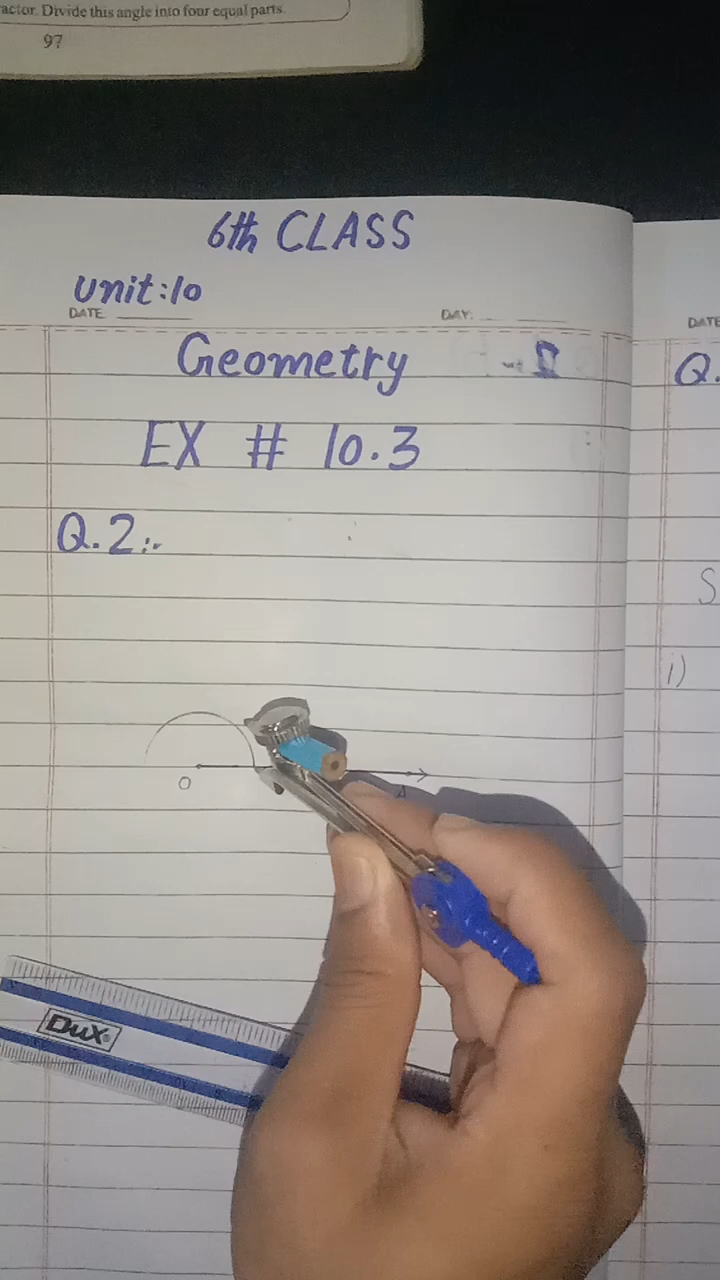 actor. Divide this angle into four equal parts.
97
6th CLASS
Unit:10
DATE
DAY:
DATE
Geometry
Q.
EX # 10.3
Q.2:-
S
i)
O
A
Dux